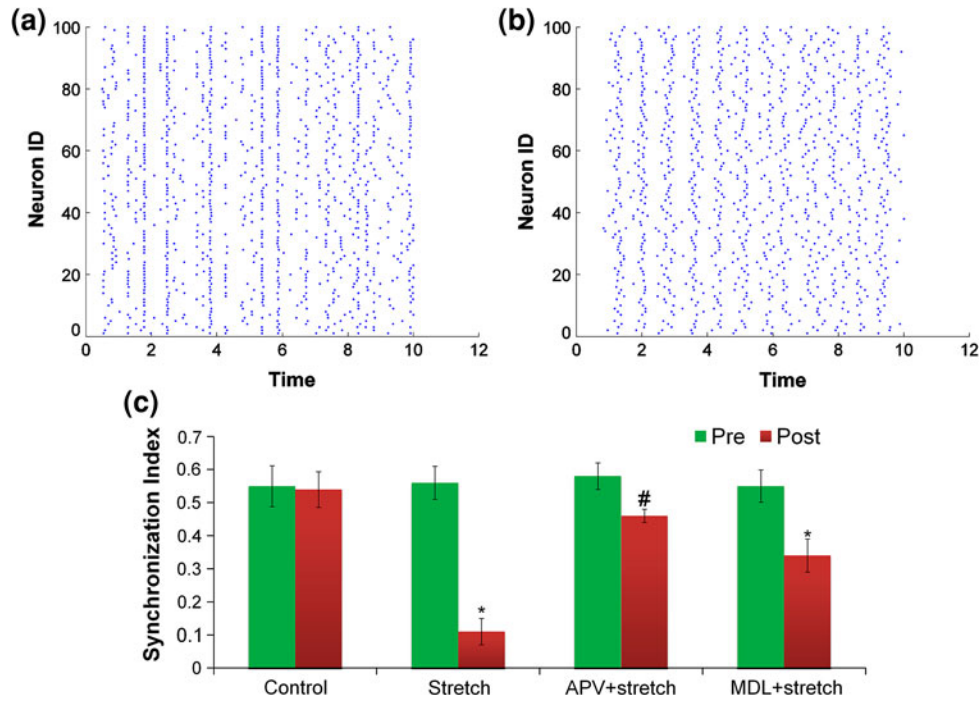 (a)
(b)
100
80
60
40
20
0
Neuron ID
0 2 4 6 8 10 12
Time
100
80
60
40
20
0
Neuron ID
0 2 4 6 8 10 12
Time
(c)
Pre Post
0.7
0.6
0.5
0.4
0.3
0.2
0.1
0
Synchronization Index
* # *
Control Stretch APV+stretch MDL+stretch